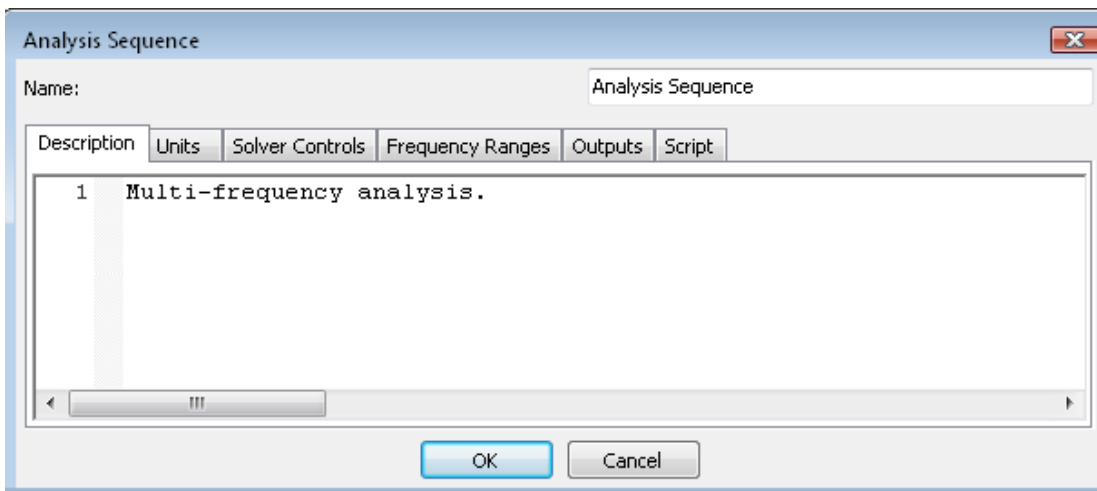 Analysis Sequence
Name: Analysis Sequence
Description Units Solver Controls Frequency Ranges Outputs Script
1 Multi-frequency analysis.
OK Cancel